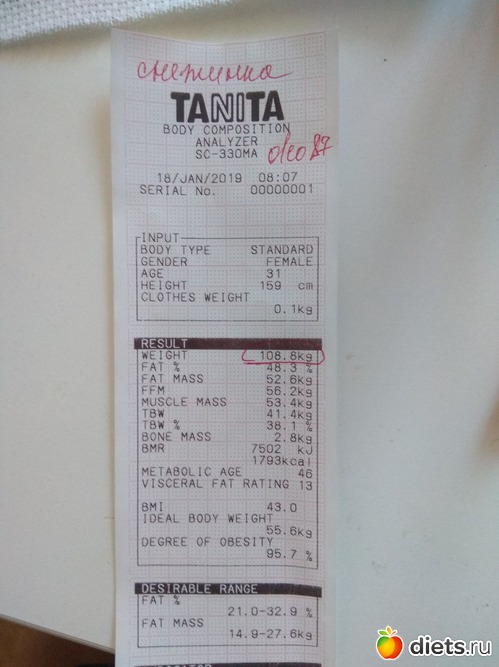 снежинка
TANITA
BODY COMPOSITION
ANALYZER
SC-330MA
oleo87
18/JAN/2019 08:07
SERIAL No. 00000001
INPUT
BODY TYPE STANDARD
GENDER FEMALE
AGE 31
HEIGHT 159 cm
CLOTHES WEIGHT
0.1kg
RESULT
WEIGHT 108.8kg
FAT % 48.3 %
FAT MASS 52.6kg
FFM 56.2kg
MUSCLE MASS 53.4kg
TBW 41.4kg
TBW % 38.1 %
BONE MASS 2.8kg
BMR 7502 kJ
1793kcal
METABOLIC AGE 46
VISCERAL FAT RATING 13
BMI 43.0
IDEAL BODY WEIGHT
55.6kg
DEGREE OF OBESITY
95.7 %
DESIRABLE RANGE
FAT %
21.0-32.9 %
FAT MASS
14.9-27.6kg
INDICATOR
diets.ru